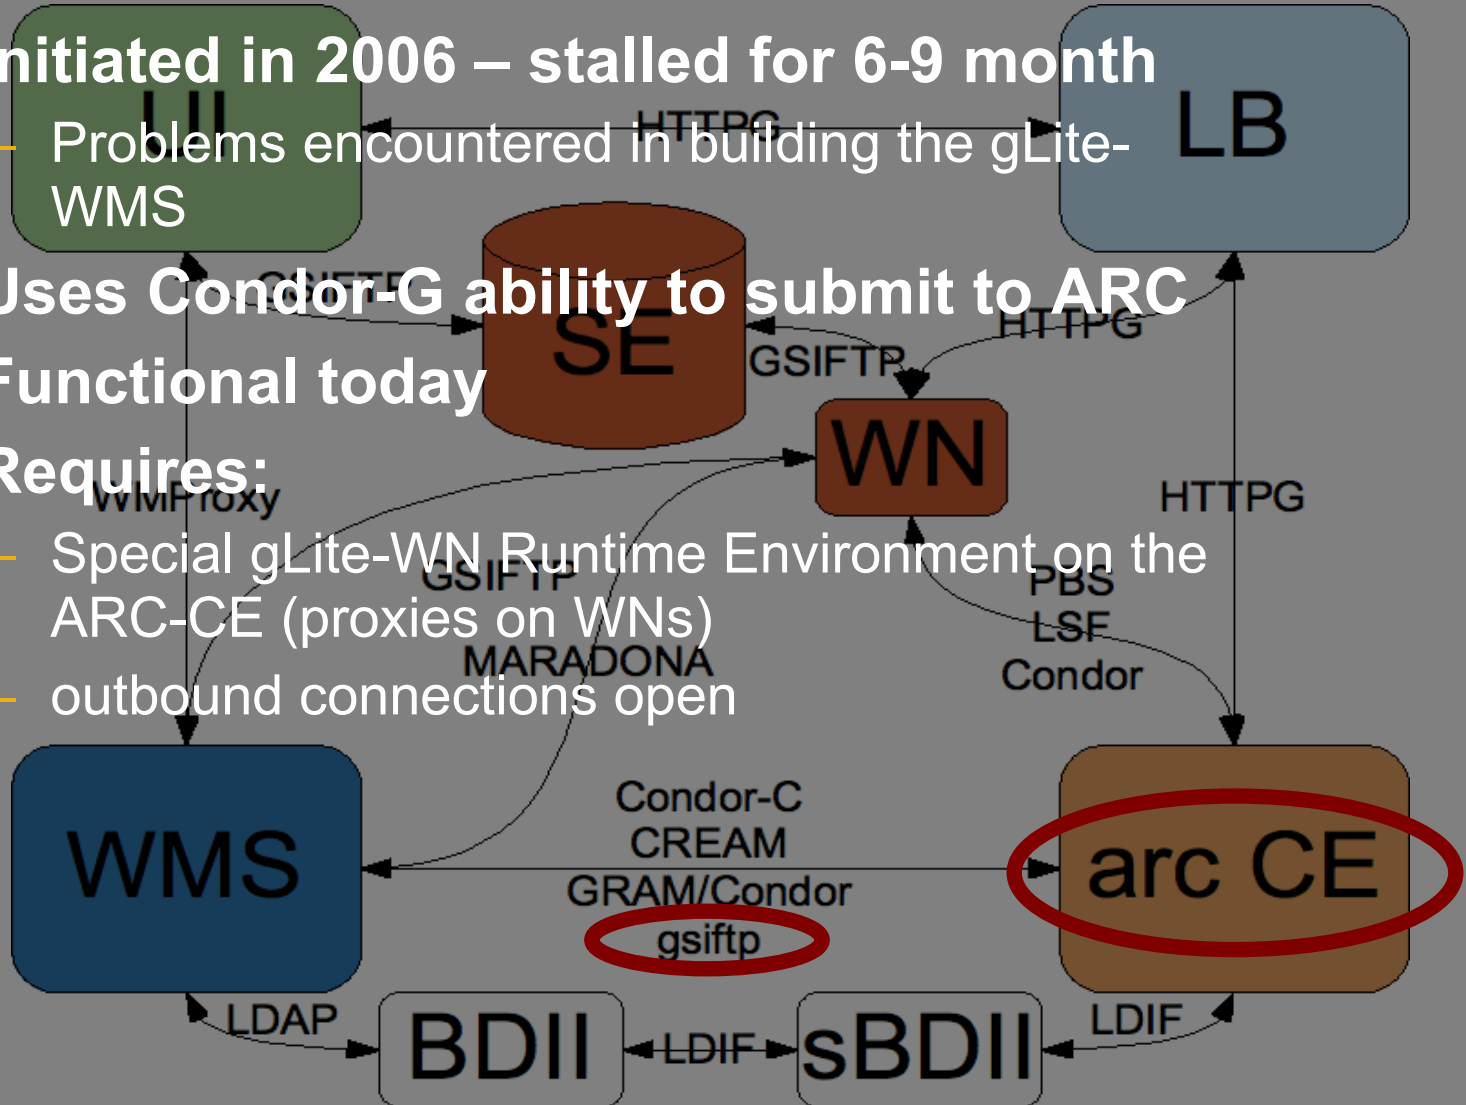 nitiated in 2006 – stalled for 6-9 month
– Problems encountered in building the gLite-
WMS
Uses Condor-G ability to submit to ARC
Functional today
Requires:
– Special gLite-WN Runtime Environment on the
ARC-CE (proxies on WNs)
– outbound connections open
UI
HTTPG
LB
GSIFTP
SE
GSIFTP
HTTPG
WN
WMProxy
HTTPG
GSIFTP
MARADONA
PBS
LSF
Condor
WMS
Condor-C
CREAM
GRAM/Condor
gsiftp
arc CE
LDAP
BDII
LDIF
sBDII
LDIF